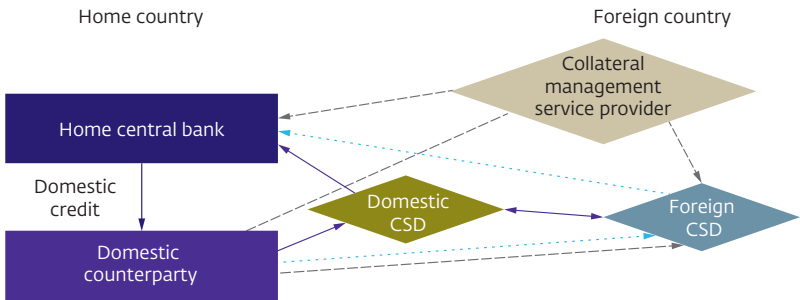 Home country
Foreign country
Collateral
management
service provider
Home central bank
Domestic
credit
Domestic
CSD
Foreign
CSD
Domestic
counterparty